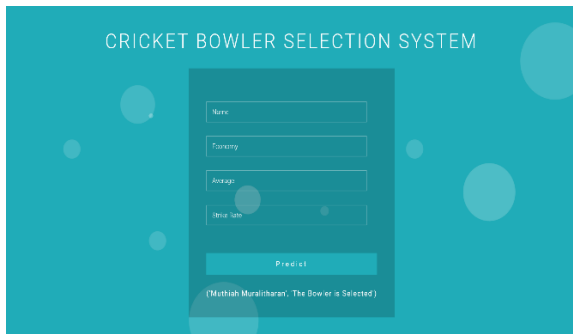 CRICKET BOWLER SELECTION SYSTEM
Name
Economy
Average
Strike Rate
Predict
('Muthiah Muralitharan', 'The Bowler is Selected')